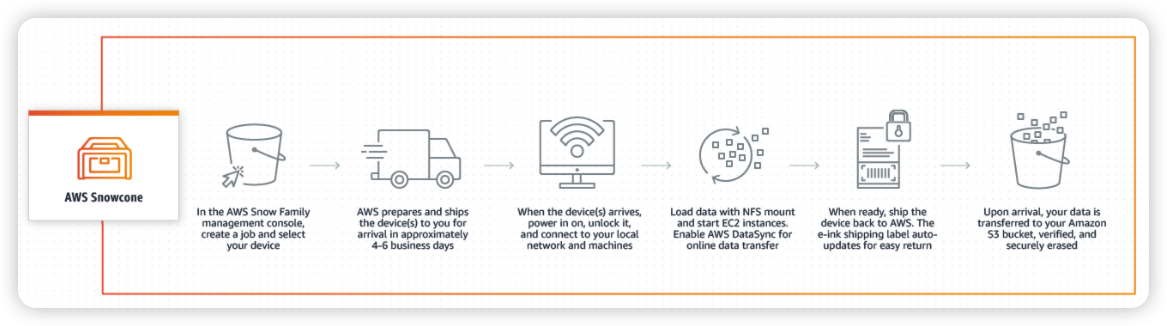 AWS Snowcone
In the AWS Snow Family
management console,
create a job and select
your device
AWS prepares and ships
the device(s) to you for
arrival in approximately
4-6 business days
When the device(s) arrives,
power in on, unlock it,
and connect to your local
network and machines
Load data with NFS mount
and start EC2 instances.
Enable AWS DataSync for
online data transfer
When ready, ship the
device back to AWS. The
e-ink shipping label auto-
updates for easy return
Upon arrival, your data is
transferred to your Amazon
S3 bucket, verified, and
securely erased